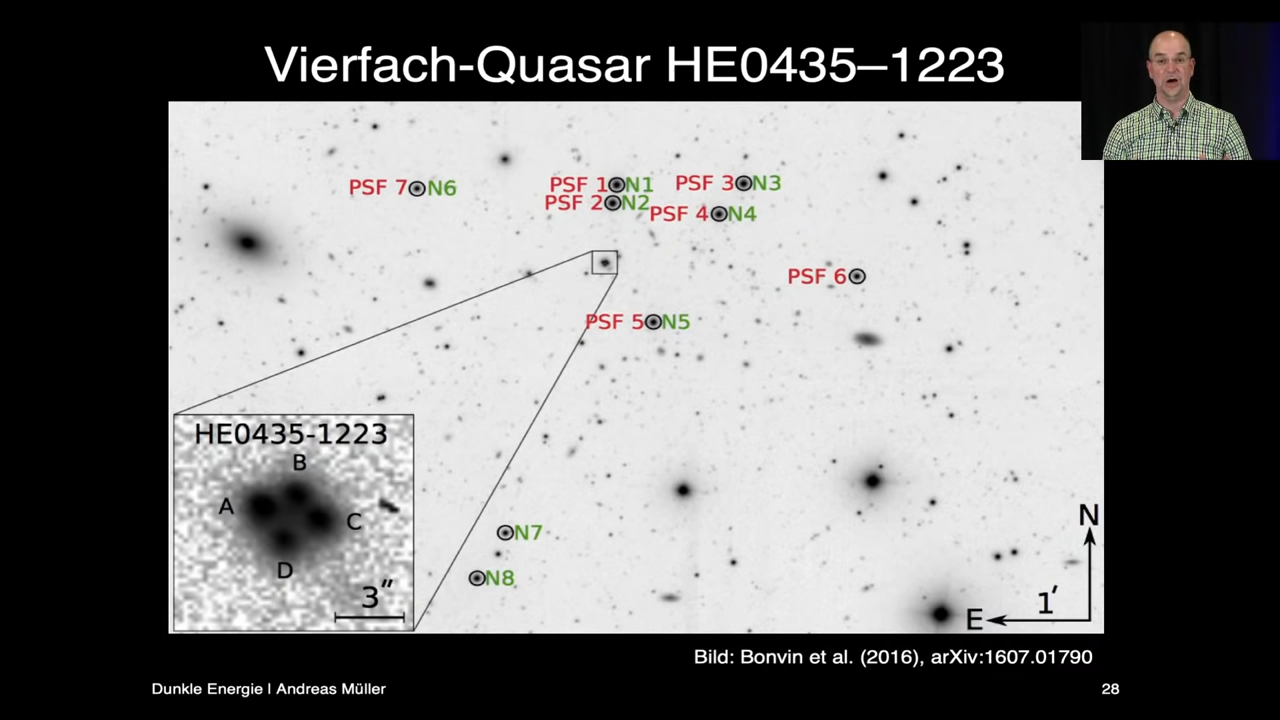 Vierfach-Quasar HE0435–1223
PSF 7 N6
PSF 1 N1
PSF 3 N3
PSF 2 N2
PSF 4 N4
PSF 6
PSF 5 N5
HE0435-1223
B
A
C
D
3″
N7
N8
N
E
1′
Bild: Bonvin et al. (2016), arXiv:1607.01790
Dunkle Energie | Andreas Müller
28